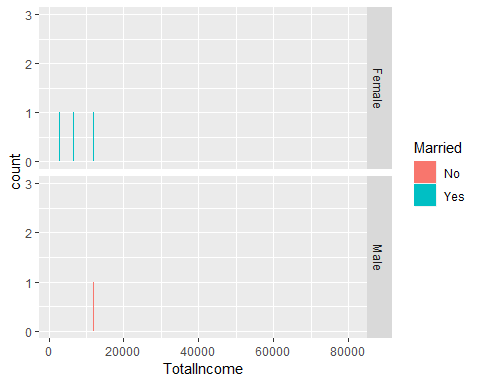 3
2
1
0
Female
count
3
2
1
0
Male
0
20000
40000
60000
80000
TotalIncome
Married
No
Yes